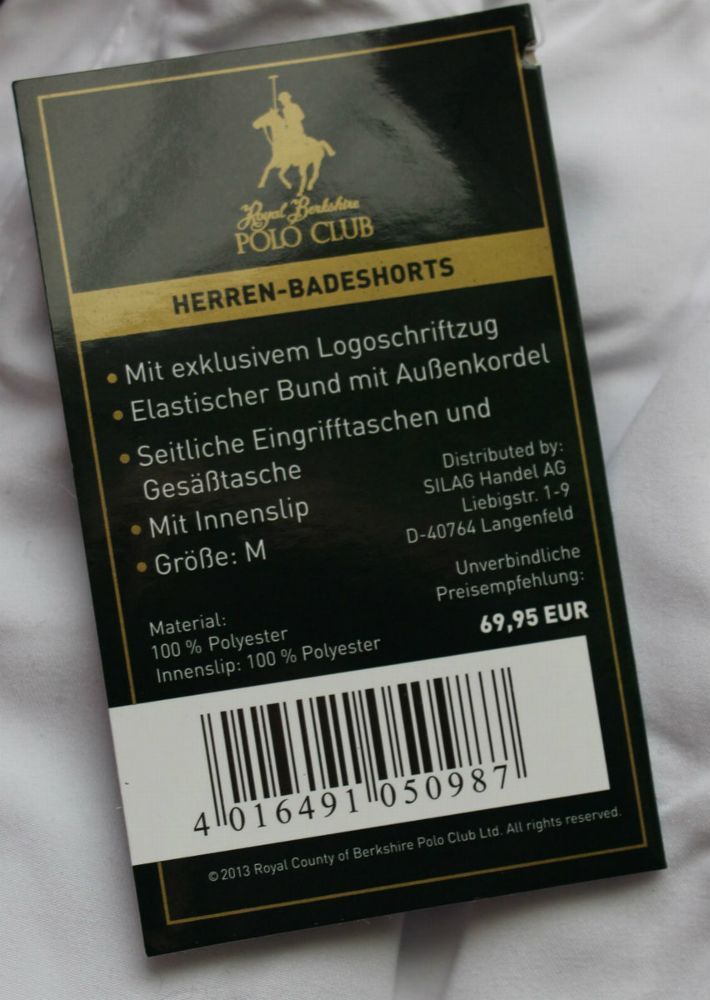 Royal Berkshire
POLO CLUB
HERREN-BADESHORTS
• Mit exklusivem Logoschriftzug
• Elastischer Bund mit Außenkordel
• Seitliche Eingrifftaschen und
Gesäßtasche
• Mit Innenslip
• Größe: M
Distributed by:
SILAG Handel AG
Liebigstr. 1-9
D-40764 Langenfeld
Unverbindliche
Preisempfehlung:
69,95 EUR
Material:
100 % Polyester
Innenslip: 100 % Polyester
4 016491 050987
© 2013 Royal County of Berkshire Polo Club Ltd. All rights reserved.